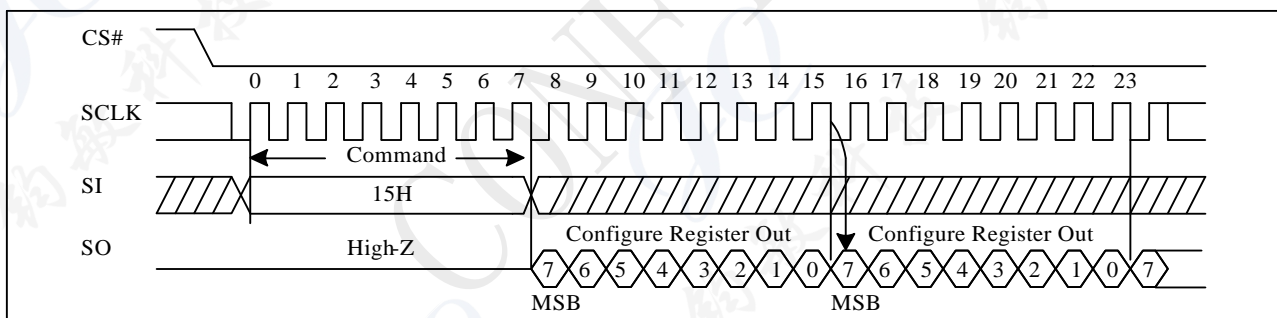 CS#
0 1 2 3 4 5 6 7 8 9 10 11 12 13 14 15 16 17 18 19 20 21 22 23
SCLK
Command
SI
15H
Configure Register Out Configure Register Out
SO
High-Z
7 6 5 4 3 2 1 0 7 6 5 4 3 2 1 0 7
MSB MSB